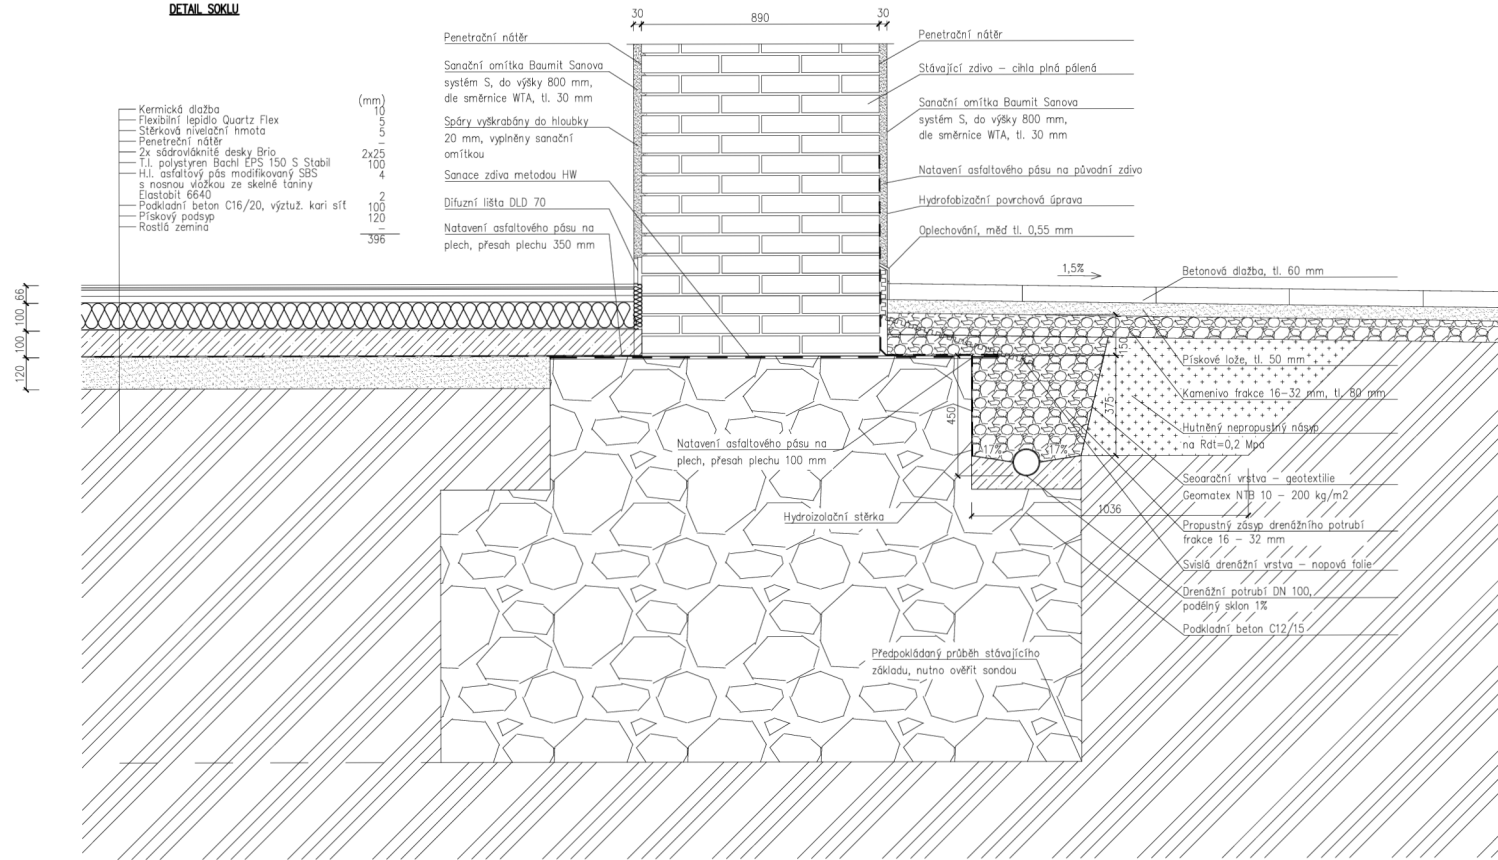 DETAIL SOKLU
(mm)
Kermická dlažba 10
Flexibilní lepidlo Quartz Flex 5
Stěrková nivelační hmota 5
Penetreční nátěr –
2x sádrovláknité desky Brio 2x25
T.I. polystyren Bachl EPS 150 S Stabil 100
H.I. asfaltový pás modifikovaný SBS 4
s nosnou vložkou ze skelné taniny
Elastobit 6640 2
Podkladní beton C16/20, výztuž. kari síť 100
Pískový podsyp 120
Rostlá zemina –
396
30
890
30
Penetrační nátěr
Sanační omítka Baumit Sanova
systém S, do výšky 800 mm,
dle směrnice WTA, tl. 30 mm
Spáry vyškrabány do hloubky
20 mm, vyplněny sanační
omítkou
Sanace zdiva metodou HW
Difuzní lišta DLD 70
Natavení asfaltového pásu na
plech, přesah plechu 350 mm
Penetrační nátěr
Stávající zdivo – cihla plná pálená
Sanační omítka Baumit Sanova
systém S, do výšky 800 mm,
dle směrnice WTA, tl. 30 mm
Natavení asfaltového pásu na původní zdivo
Hydrofobizační povrchová úprava
Oplechování, měď tl. 0,55 mm
1,5%
Betonová dlažba, tl. 60 mm
66
100
100
120
150
375
450
17%
17%
1036
Pískové lože, tl. 50 mm
Kamenivo frakce 16–32 mm, tl. 80 mm
Hutněný nepropustný násyp
na Rdt=0,2 Mpa
Natavení asfaltového pásu na
plech, přesah plechu 100 mm
Seoarační vrstva – geotextilie
Geomatex NTB 10 – 200 kg/m2
Hydroizolační stěrka
Propustný zásyp drenážního potrubí
frakce 16 – 32 mm
Svislá drenážní vrstva – nopová folie
Drenážní potrubí DN 100,
podélný sklon 1%
Podkladní beton C12/15
Předpokládaný průběh stávajícího
základu, nutno ověřit sondou